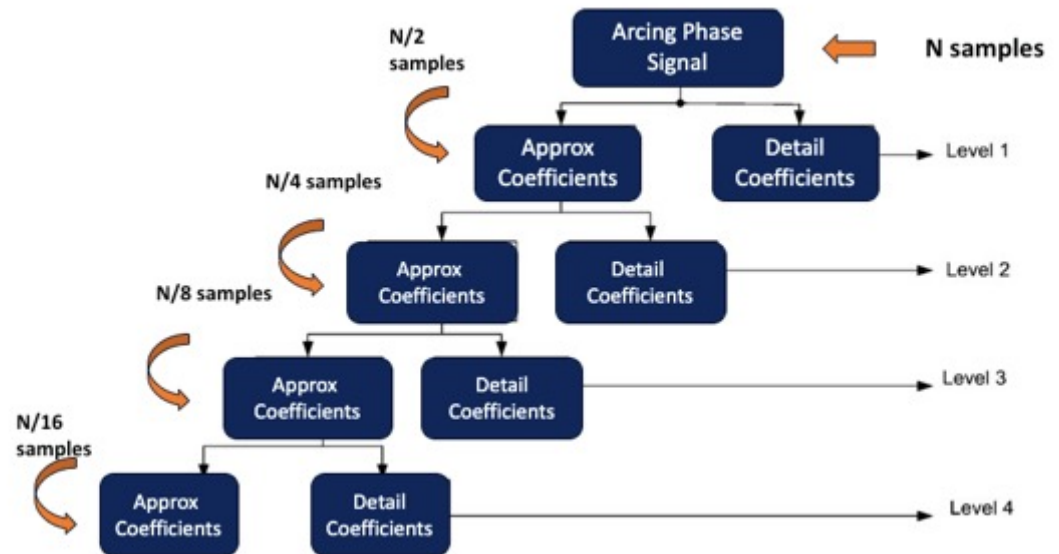 N/2
samples
Arcing Phase
Signal
N samples
Approx
Coefficients
Detail
Coefficients
Level 1
N/4 samples
Approx
Coefficients
Detail
Coefficients
Level 2
N/8 samples
Approx
Coefficients
Detail
Coefficients
Level 3
N/16
samples
Approx
Coefficients
Detail
Coefficients
Level 4